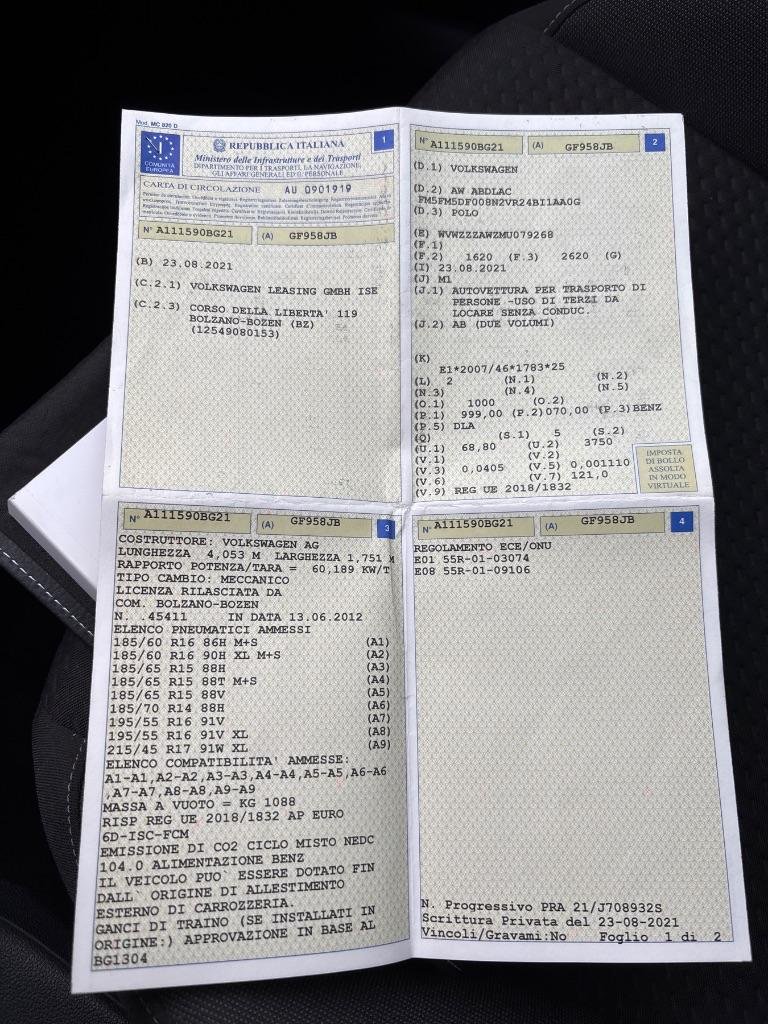 Mod. MC 820 D
REPUBBLICA ITALIANA
1
Ministero delle Infrastrutture e dei Trasporti
DIPARTIMENTO PER I TRASPORTI, LA NAVIGAZIONE,
GLI AFFARI GENERALI ED IL PERSONALE
COMUNITÀ
EUROPEA
CARTA DI CIRCOLAZIONE AU 0901919
N° A111590BG21 (A) GF958JB
(B) 23.08.2021
(C.2.1) VOLKSWAGEN LEASING GMBH ISE
(C.2.3) CORSO DELLA LIBERTA' 119
BOLZANO-BOZEN (BZ)
(12549080153)
N° A111590BG21 (A) GF958JB 2
(D.1) VOLKSWAGEN
(D.2) AW ABDLAC
FM5FM5DF008N2VR24BI1AA0G
(D.3) POLO
(E) WVWZZZAWZMU079268
(F.1)
(F.2) 1620 (F.3) 2620 (G)
(I) 23.08.2021
(J) M1
(J.1) AUTOVETTURA PER TRASPORTO DI
PERSONE -USO DI TERZI DA
LOCARE SENZA CONDUC.
(J.2) AB (DUE VOLUMI)
(K)
E1*2007/46*1783*25
(L) 2 (N.1) (N.2)
(N.3) (N.4) (N.5)
(O.1) 1000 (O.2)
(P.1) 999,00 (P.2)070,00 (P.3)BENZ
(P.5) DLA
(Q) (S.1) 5 (S.2)
(U.1) 68,80 (U.2) 3750
(V.1) (V.2)
(V.3) 0,0405 (V.5) 0,001110
(V.6) (V.7) 121,0
(V.9) REG UE 2018/1832
IMPOSTA
DI BOLLO
ASSOLTA
IN MODO
VIRTUALE
N° A111590BG21 (A) GF958JB 3
COSTRUTTORE: VOLKSWAGEN AG
LUNGHEZZA 4,053 M LARGHEZZA 1,751 M
RAPPORTO POTENZA/TARA = 60,189 KW/T
TIPO CAMBIO: MECCANICO
LICENZA RILASCIATA DA
COM. BOLZANO-BOZEN
N. .45411 IN DATA 13.06.2012
ELENCO PNEUMATICI AMMESSI
185/60 R16 86H M+S (A1)
185/60 R16 90H XL M+S (A2)
185/65 R15 88H (A3)
185/65 R15 88T M+S (A4)
185/65 R15 88V (A5)
185/70 R14 88H (A6)
195/55 R16 91V (A7)
195/55 R16 91V XL (A8)
215/45 R17 91W XL (A9)
ELENCO COMPATIBILITA' AMMESSE:
A1-A1,A2-A2,A3-A3,A4-A4,A5-A5,A6-A6
,A7-A7,A8-A8,A9-A9
MASSA A VUOTO = KG 1088
RISP REG UE 2018/1832 AP EURO
6D-ISC-FCM
EMISSIONE DI CO2 CICLO MISTO NEDC
104.0 ALIMENTAZIONE BENZ
IL VEICOLO PUO` ESSERE DOTATO FIN
DALL` ORIGINE DI ALLESTIMENTO
ESTERNO DI CARROZZERIA.
GANCI DI TRAINO (SE INSTALLATI IN
ORIGINE:) APPROVAZIONE IN BASE AL
BG1304
N° A111590BG21 (A) GF958JB 4
REGOLAMENTO ECE/ONU
E01 55R-01-03074
E08 55R-01-09106
N. Progressivo PRA 21/J708932S
Scrittura Privata del 23-08-2021
Vincoli/Gravami:No Foglio 1 di 2